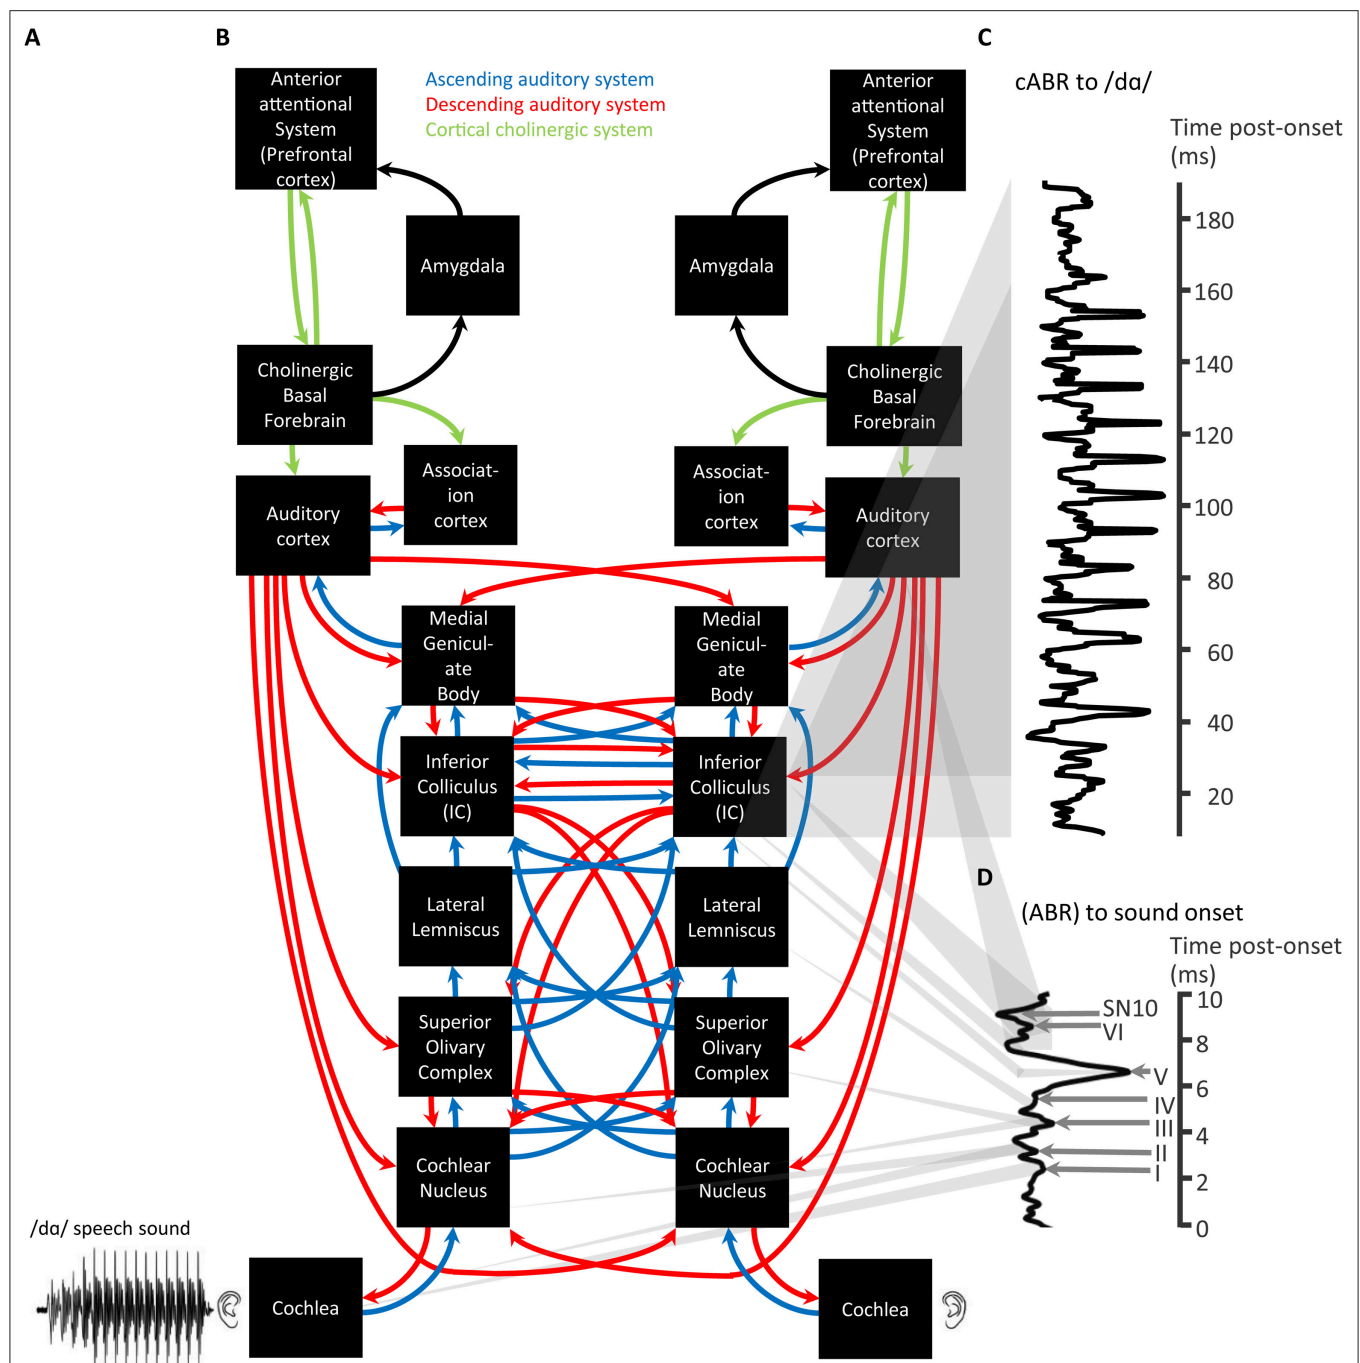 A
B
C
Ascending auditory system
Descending auditory system
Cortical cholinergic system
Anterior
attentional
System
(Prefrontal
cortex)
Anterior
attentional
System
(Prefrontal
cortex)
Amygdala
Amygdala
Cholinergic
Basal
Forebrain
Cholinergic
Basal
Forebrain
Associat-
ion
cortex
Associat-
ion
cortex
Auditory
cortex
Auditory
cortex
Medial
Genicul-
ate
Body
Medial
Genicul-
ate
Body
Inferior
Colliculus
(IC)
Inferior
Colliculus
(IC)
Lateral
Lemniscus
Lateral
Lemniscus
Superior
Olivary
Complex
Superior
Olivary
Complex
Cochlear
Nucleus
Cochlear
Nucleus
/dɑ/ speech sound
Cochlea
Cochlea
cABR to /dɑ/
Time post-onset
(ms)
180
160
140
120
100
80
60
40
20
D
(ABR) to sound onset
Time post-onset
(ms)
SN10
VI
V
IV
III
II
I
10
8
6
4
2
0